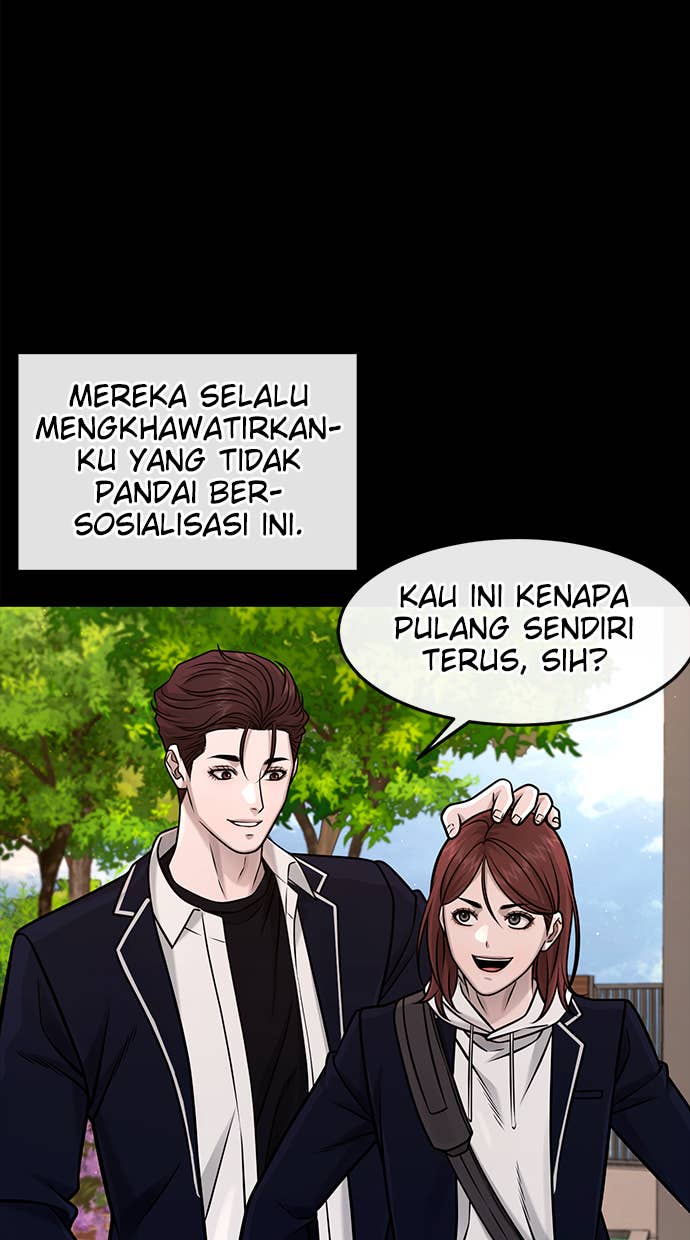 MEREKA SELALU
MENGKHAWATIRKAN-
KU YANG TIDAK
PANDAI BER-
SOSIALISASI INI.
KAU INI KENAPA
PULANG SENDIRI
TERUS, SIH?